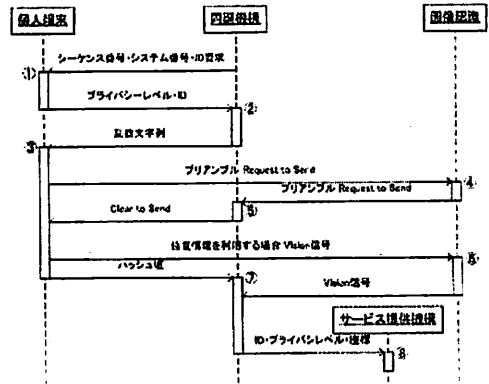 個人端末
認証機構
画像認識
シーケンス番号・システム番号・ID要求
①
プライバシーレベル・ID
②
乱数文字列
③
プリアンブル Request to Send
④
プリアンブル Request to Send
Clear to Send
⑤
位置情報を利用する場合 Vision信号
⑥
ハッシュ値
⑦
Vision信号
サービス提供機構
ID・プライバシレベル・座標
⑧